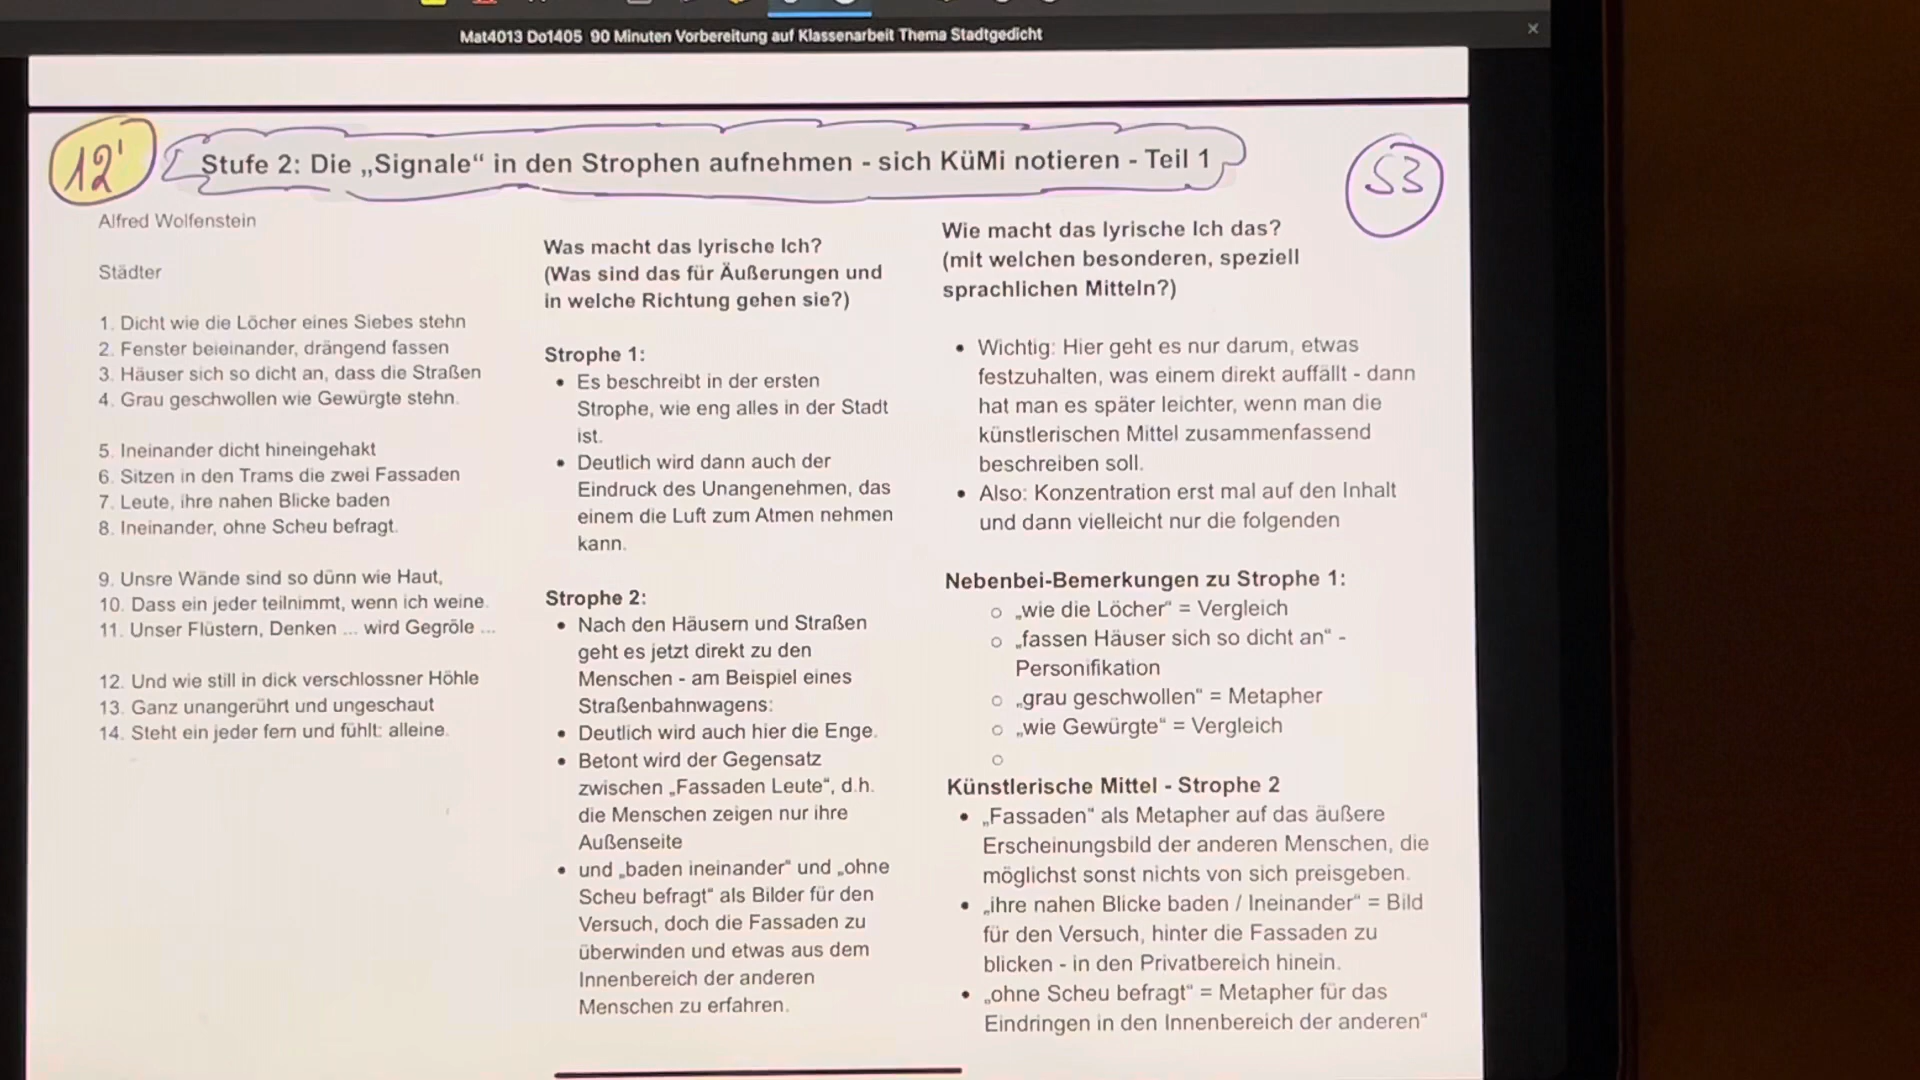 Mat4013 Do1405 90 Minuten Vorbereitung auf Klassenarbeit Thema Stadtgedicht
12'
Stufe 2: Die „Signale“ in den Strophen aufnehmen - sich KüMi notieren - Teil 1
S3
Alfred Wolfenstein
Städter
1. Dicht wie die Löcher eines Siebes stehn
2. Fenster beieinander, drängend fassen
3. Häuser sich so dicht an, dass die Straßen
4. Grau geschwollen wie Gewürgte stehn.
5. Ineinander dicht hineingehakt
6. Sitzen in den Trams die zwei Fassaden
7. Leute, ihre nahen Blicke baden
8. Ineinander, ohne Scheu befragt.
9. Unsre Wände sind so dünn wie Haut,
10. Dass ein jeder teilnimmt, wenn ich weine.
11. Unser Flüstern, Denken ... wird Gegröle ...
12. Und wie still in dick verschlossner Höhle
13. Ganz unangerührt und ungeschaut
14. Steht ein jeder fern und fühlt: alleine.
Was macht das lyrische Ich?
(Was sind das für Äußerungen und
in welche Richtung gehen sie?)
Strophe 1:
• Es beschreibt in der ersten
Strophe, wie eng alles in der Stadt
ist.
• Deutlich wird dann auch der
Eindruck des Unangenehmen, das
einem die Luft zum Atmen nehmen
kann.
Strophe 2:
• Nach den Häusern und Straßen
geht es jetzt direkt zu den
Menschen - am Beispiel eines
Straßenbahnwagens:
• Deutlich wird auch hier die Enge.
• Betont wird der Gegensatz
zwischen „Fassaden Leute“, d.h.
die Menschen zeigen nur ihre
Außenseite
• und „baden ineinander“ und „ohne
Scheu befragt“ als Bilder für den
Versuch, doch die Fassaden zu
überwinden und etwas aus dem
Innenbereich der anderen
Menschen zu erfahren.
Wie macht das lyrische Ich das?
(mit welchen besonderen, speziell
sprachlichen Mitteln?)
• Wichtig: Hier geht es nur darum, etwas
festzuhalten, was einem direkt auffällt - dann
hat man es später leichter, wenn man die
künstlerischen Mittel zusammenfassend
beschreiben soll.
• Also: Konzentration erst mal auf den Inhalt
und dann vielleicht nur die folgenden
Nebenbei-Bemerkungen zu Strophe 1:
○ „wie die Löcher“ = Vergleich
○ „fassen Häuser sich so dicht an“ -
Personifikation
○ „grau geschwollen“ = Metapher
○ „wie Gewürgte“ = Vergleich
○
Künstlerische Mittel - Strophe 2
• „Fassaden“ als Metapher auf das äußere
Erscheinungsbild der anderen Menschen, die
möglichst sonst nichts von sich preisgeben.
• „ihre nahen Blicke baden / Ineinander“ = Bild
für den Versuch, hinter die Fassaden zu
blicken - in den Privatbereich hinein.
• „ohne Scheu befragt“ = Metapher für das
Eindringen in den Innenbereich der anderen“